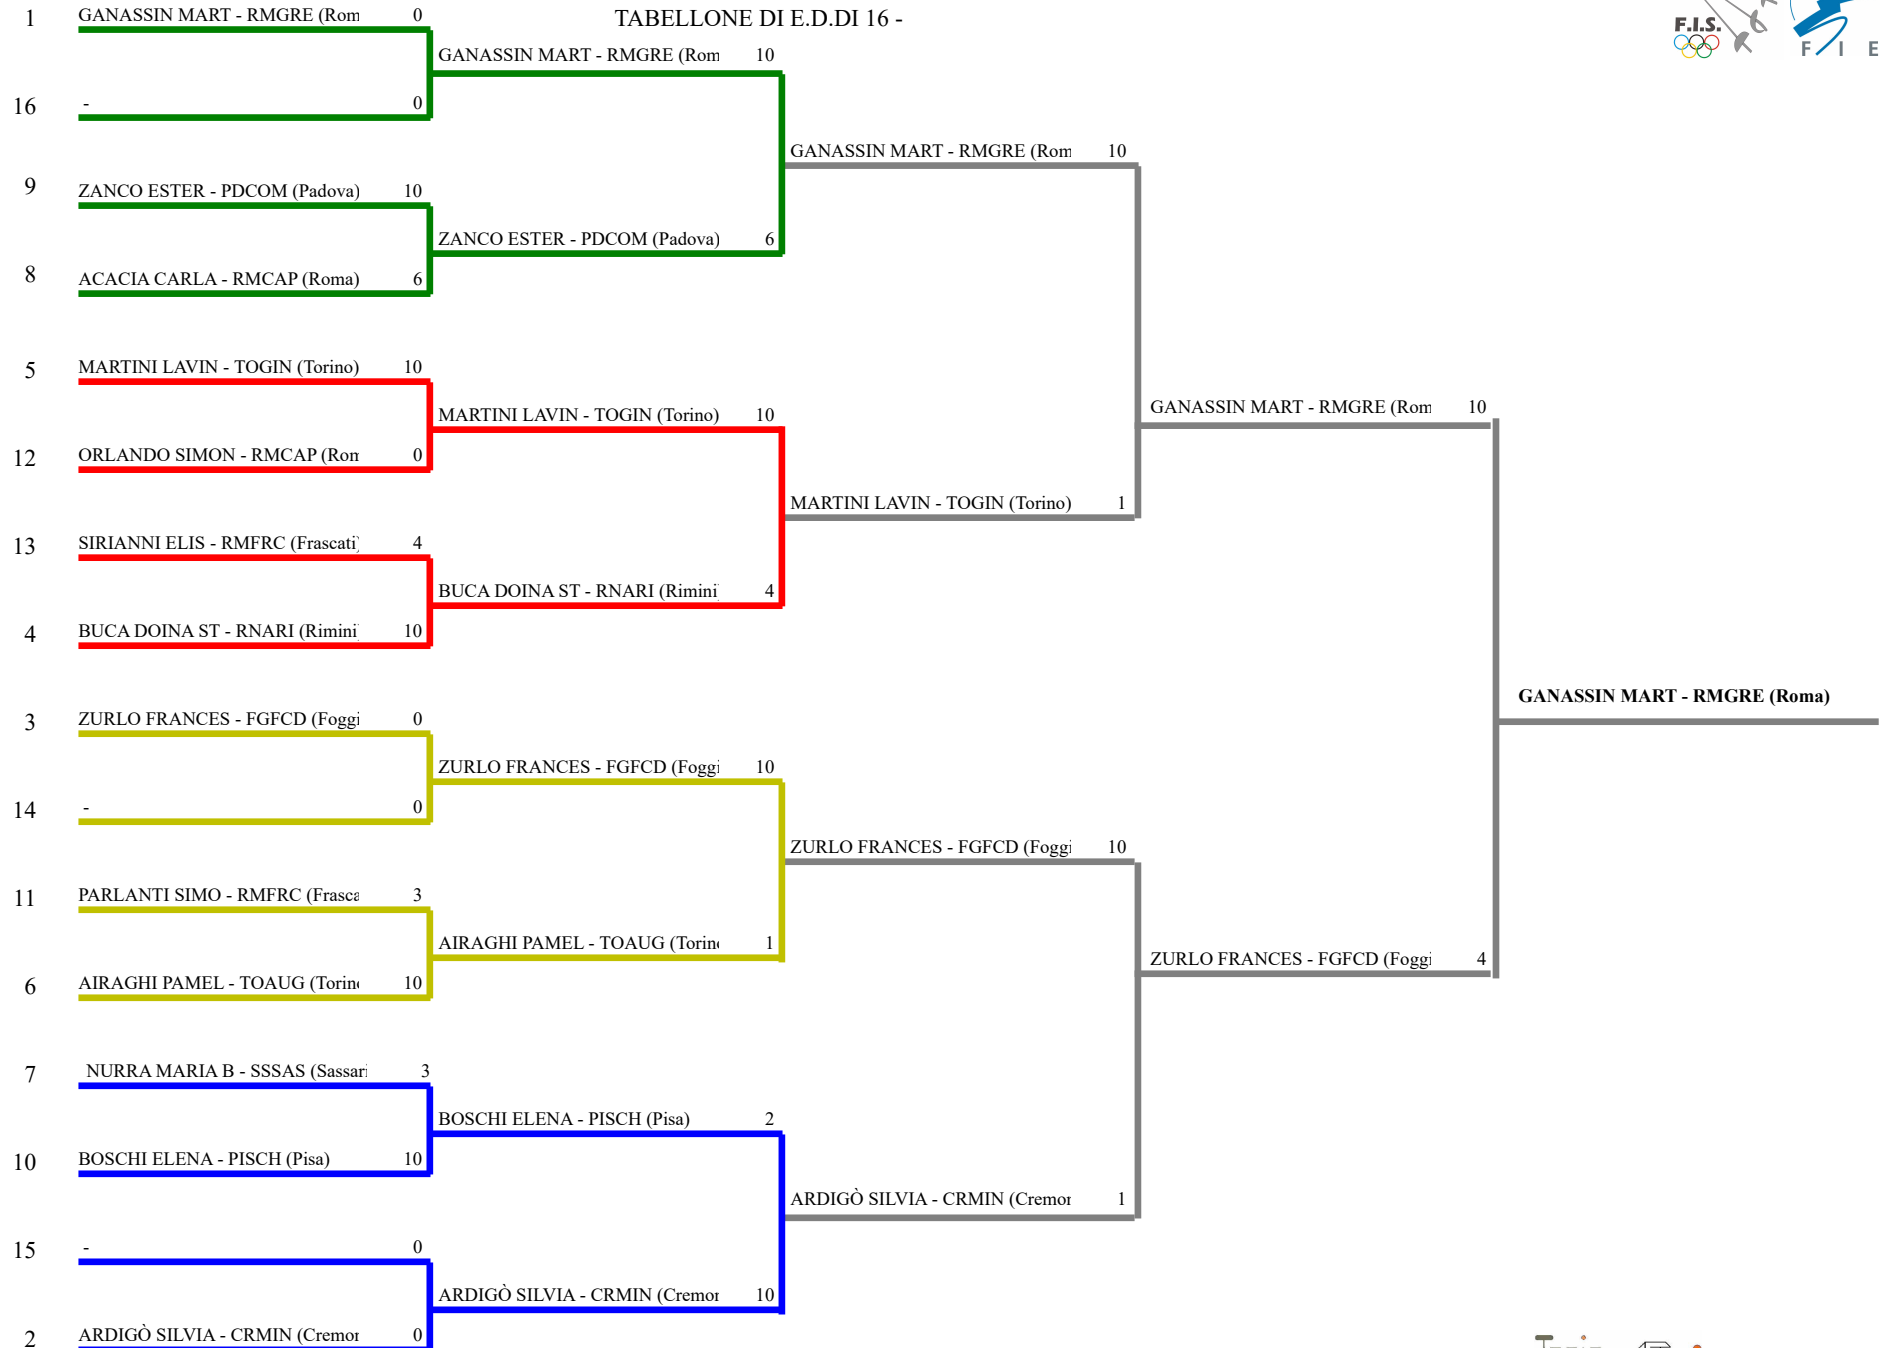 TABELLONE DI E.D.DI 16 -
F.I.S.
F I E
1 GANASSIN MART - RMGRE (Rom 0
GANASSIN MART - RMGRE (Rom 10
16 - 0
GANASSIN MART - RMGRE (Rom 10
9 ZANCO ESTER - PDCOM (Padova) 10
ZANCO ESTER - PDCOM (Padova) 6
8 ACACIA CARLA - RMCAP (Roma) 6
5 MARTINI LAVIN - TOGIN (Torino) 10
GANASSIN MART - RMGRE (Rom 10
MARTINI LAVIN - TOGIN (Torino) 10
12 ORLANDO SIMON - RMCAP (Rom 0
MARTINI LAVIN - TOGIN (Torino) 1
13 SIRIANNI ELIS - RMFRC (Frascati) 4
BUCA DOINA ST - RNARI (Rimini 4
4 BUCA DOINA ST - RNARI (Rimini 10
GANASSIN MART - RMGRE (Roma)
3 ZURLO FRANCES - FGFCD (Foggi 0
ZURLO FRANCES - FGFCD (Foggi 10
14 - 0
ZURLO FRANCES - FGFCD (Foggi 10
11 PARLANTI SIMO - RMFRC (Frasca 3
AIRAGHI PAMEL - TOAUG (Torino 1
ZURLO FRANCES - FGFCD (Foggi 4
6 AIRAGHI PAMEL - TOAUG (Torino 10
7 NURRA MARIA B - SSSAS (Sassari 3
BOSCHI ELENA - PISCH (Pisa) 2
10 BOSCHI ELENA - PISCH (Pisa) 10
ARDIGÒ SILVIA - CRMIN (Cremon 1
15 - 0
ARDIGÒ SILVIA - CRMIN (Cremon 10
2 ARDIGÒ SILVIA - CRMIN (Cremon 0